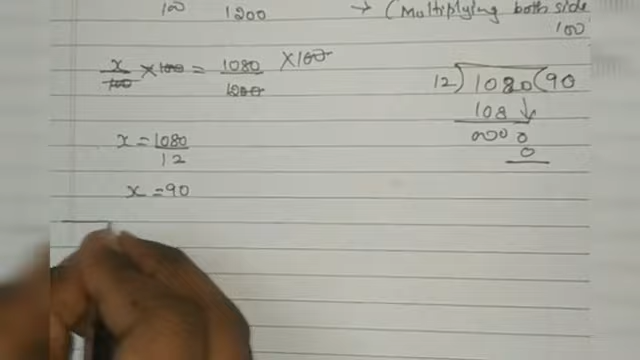 100 1200 → (Multiplying both side
100
x/100 × 100 = 1080/1200 × 100
12) 1080 (90
108 ↓
x = 1080/12
000 0
0
x = 90